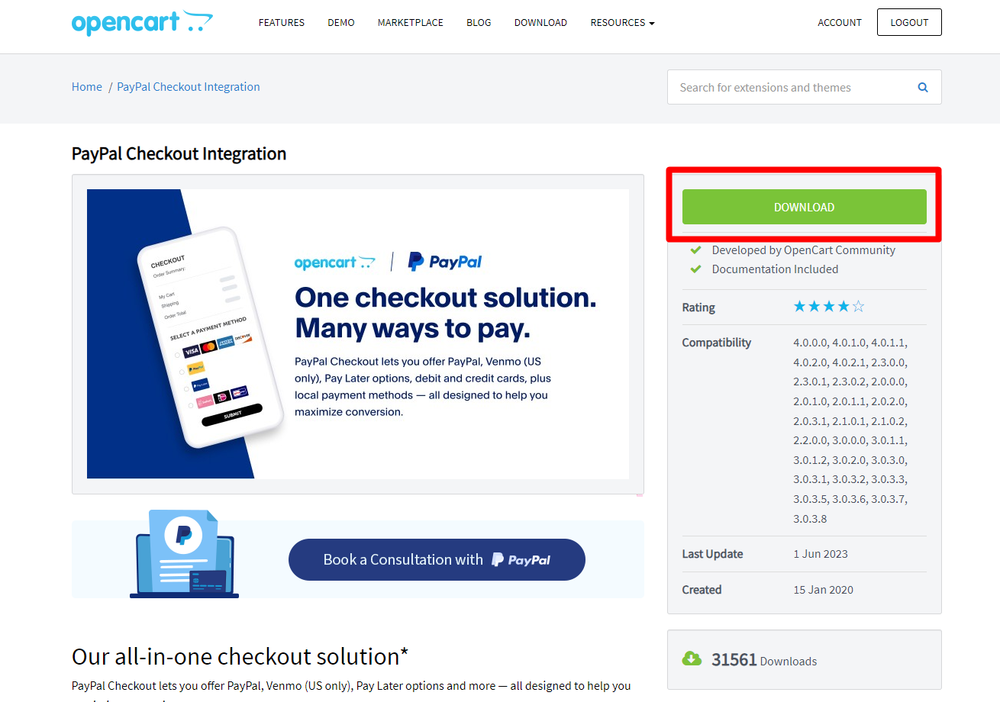 opencart
FEATURES
DEMO
MARKETPLACE
BLOG
DOWNLOAD
RESOURCES
ACCOUNT
LOGOUT
Home / PayPal Checkout Integration
Search for extensions and themes
PayPal Checkout Integration
CHECKOUT
Order Summary:
My Cart
Shipping
Order Total
SELECT A PAYMENT METHOD
VISA
DISCOVER
PayPal
SUBMIT
opencart | PayPal
One checkout solution.
Many ways to pay.
PayPal Checkout lets you offer PayPal, Venmo (US
only), Pay Later options, debit and credit cards, plus
local payment methods — all designed to help you
maximize conversion.
Book a Consultation with PayPal
Our all-in-one checkout solution*
PayPal Checkout lets you offer PayPal, Venmo (US only), Pay Later options and more — all designed to help you
DOWNLOAD
Developed by OpenCart Community
Documentation Included
Rating
Compatibility
4.0.0.0, 4.0.1.0, 4.0.1.1,
4.0.2.0, 4.0.2.1, 2.3.0.0,
2.3.0.1, 2.3.0.2, 2.0.0.0,
2.0.1.0, 2.0.1.1, 2.0.2.0,
2.0.3.1, 2.1.0.1, 2.1.0.2,
2.2.0.0, 3.0.0.0, 3.0.1.1,
3.0.1.2, 3.0.2.0, 3.0.3.0,
3.0.3.1, 3.0.3.2, 3.0.3.3,
3.0.3.5, 3.0.3.6, 3.0.3.7,
3.0.3.8
Last Update 1 Jun 2023
Created 15 Jan 2020
31561 Downloads